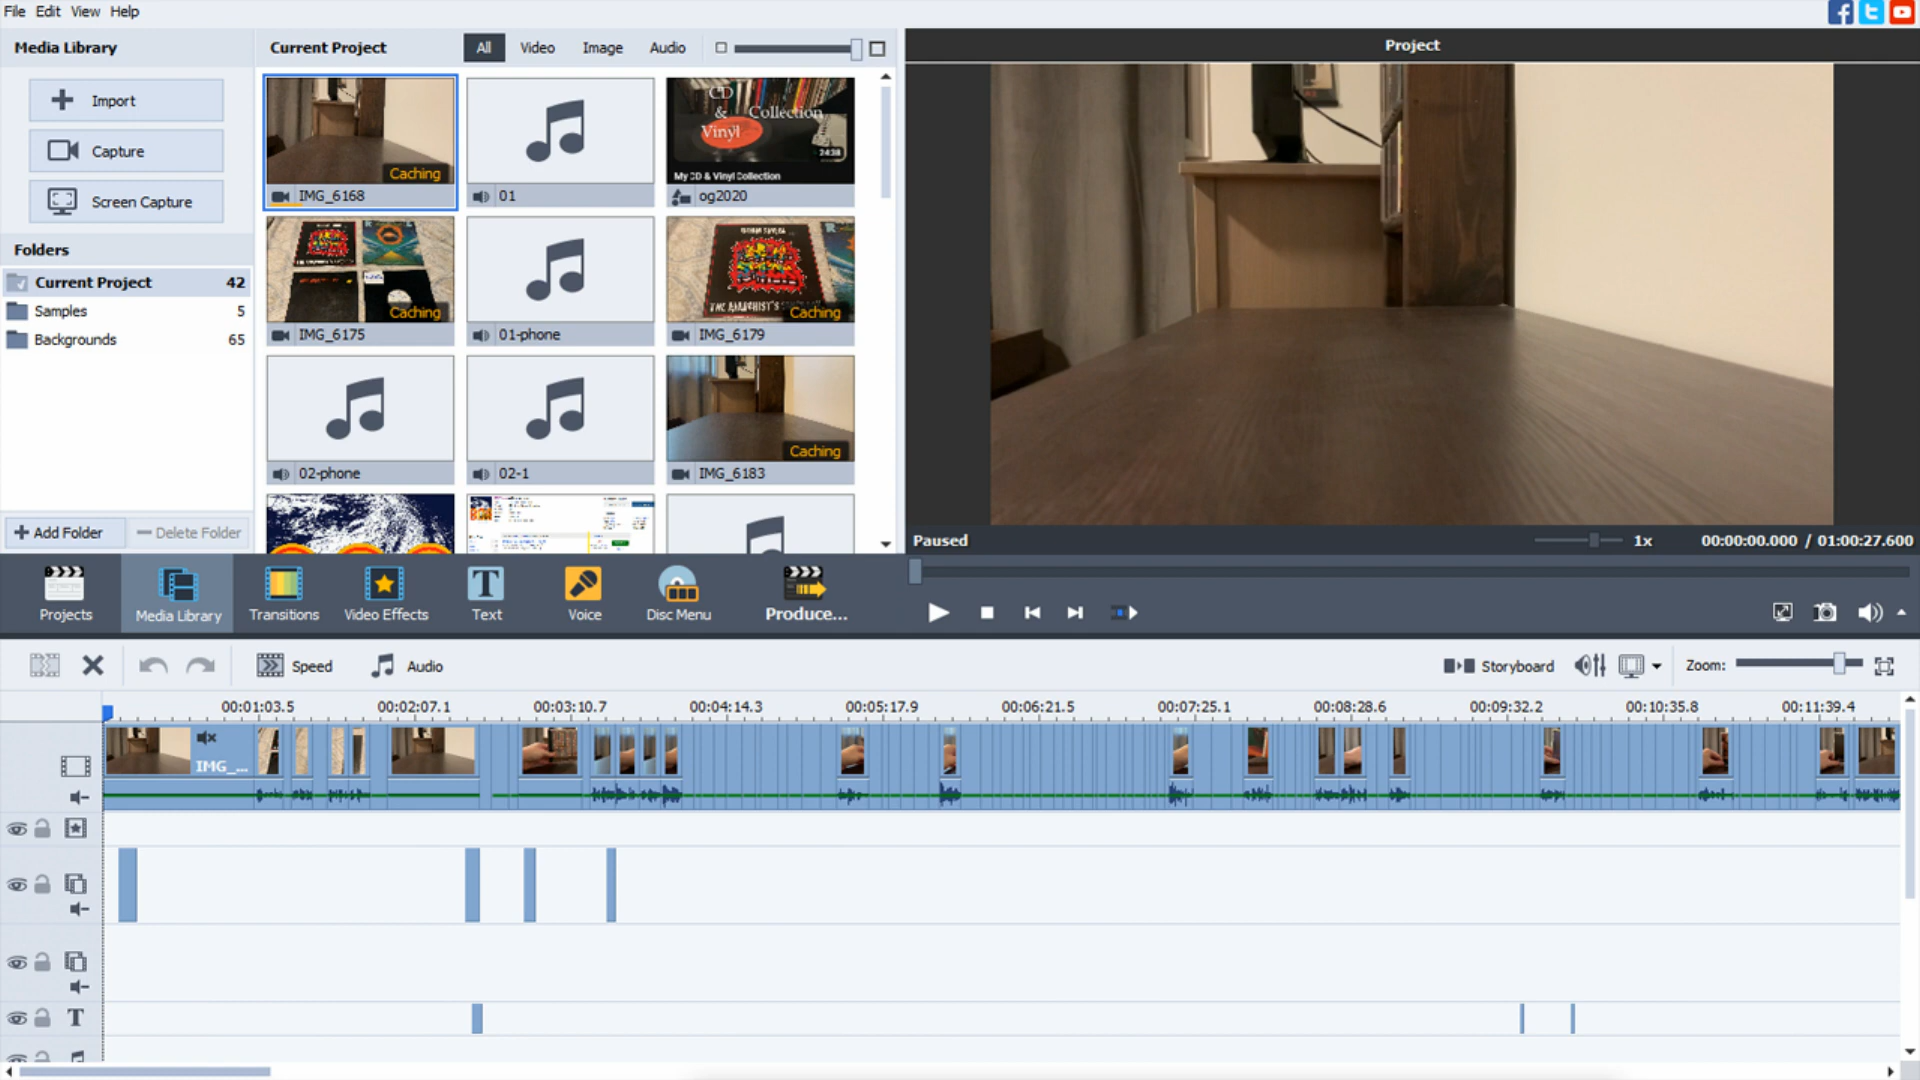 File Edit View Help
Media Library
Current Project
All Video Image Audio
Project
Import
Capture
Screen Capture
Folders
Current Project 42
Samples 5
Backgrounds 65
Add Folder
Delete Folder
Caching
IMG_6168
01
CD
& Collection
Vinyl
24:38
My CD & Vinyl Collection
og2020
Caching
IMG_6175
01-phone
Caching
IMG_6179
02-phone
02-1
Caching
IMG_6183
Paused
1x
00:00:00.000 / 01:00:27.600
Projects
Media Library
Transitions
Video Effects
Text
Voice
Disc Menu
Produce...
Speed
Audio
Storyboard
Zoom:
00:01:03.5 00:02:07.1 00:03:10.7 00:04:14.3 00:05:17.9 00:06:21.5 00:07:25.1 00:08:28.6 00:09:32.2 00:10:35.8 00:11:39.4
IMG_...